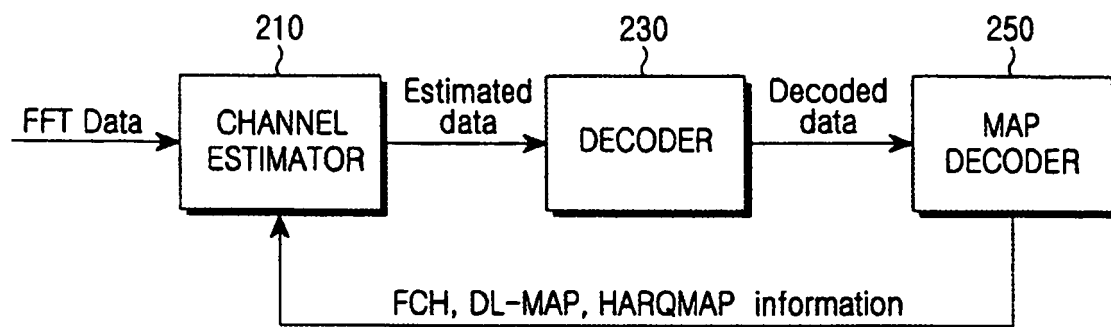 210
230
250
FFT Data
CHANNEL
ESTIMATOR
Estimated
data
DECODER
Decoded
data
MAP
DECODER
FCH, DL-MAP, HARQMAP information